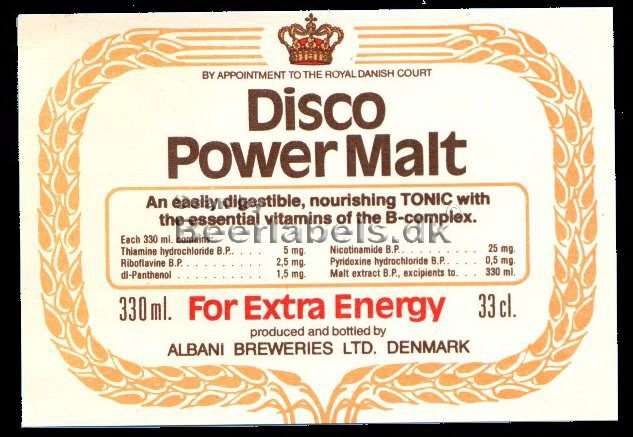 BY APPOINTMENT TO THE ROYAL DANISH COURT
Disco
Power Malt
An easily digestible, nourishing TONIC with
the essential vitamins of the B-complex.
Each 330 ml. contains:
Thiamine hydrochloride B.P. . . . . 5 mg.
Riboflavine B.P. . . . . 2,5 mg.
dl-Panthenol . . . . 1,5 mg.
Nicotinamide B.P. . . . . 25 mg.
Pyridoxine hydrochloride B.P. . . . . 0,5 mg.
Malt extract B.P., excipients to . . . 330 ml.
Beerlabels.dk
330 ml. For Extra Energy 33 cl.
produced and bottled by
ALBANI BREWERIES LTD. DENMARK